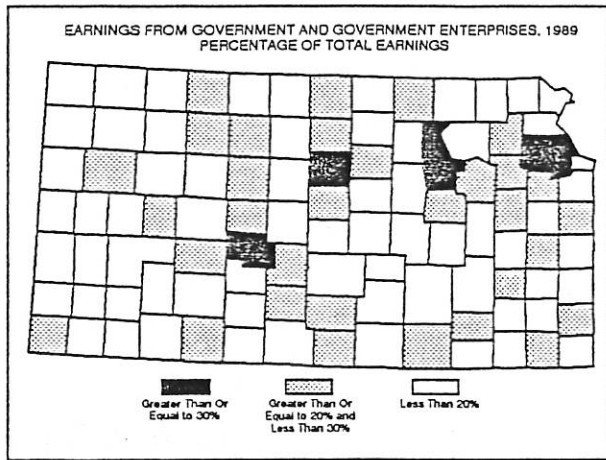 EARNINGS FROM GOVERNMENT AND GOVERNMENT ENTERPRISES, 1989
PERCENTAGE OF TOTAL EARNINGS
Greater Than Or
Equal to 30%
Greater Than Or
Equal to 20% and
Less Than 30%
Less Than 20%